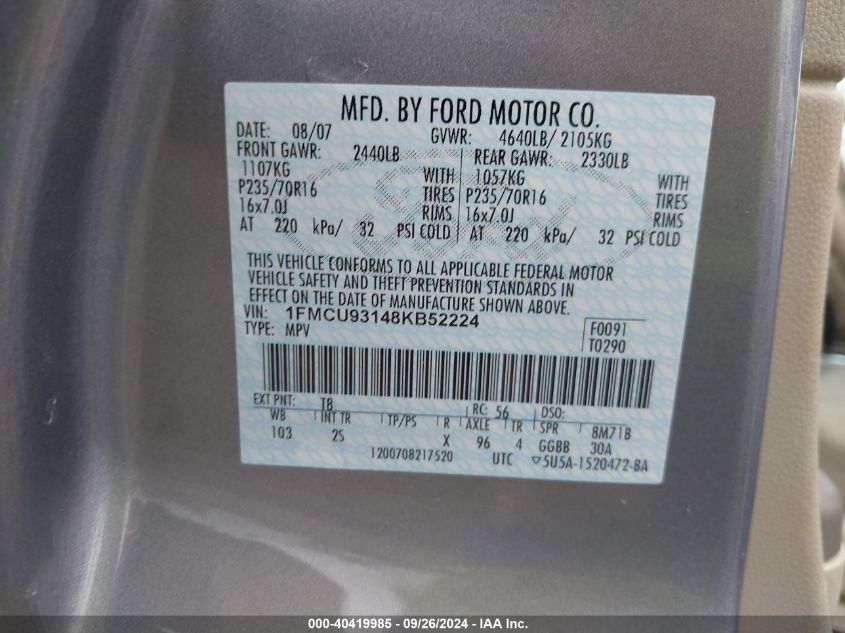 MFD. BY FORD MOTOR CO.
DATE: 08/07 GVWR: 4640LB/ 2105KG
FRONT GAWR: 2440LB REAR GAWR: 2330LB
1107KG WITH 1057KG WITH
P235/70R16 TIRES P235/70R16 TIRES
16x7.0J RIMS 16x7.0J RIMS
AT 220 kPa/ 32 PSI COLD AT 220 kPa/ 32 PSI COLD
THIS VEHICLE CONFORMS TO ALL APPLICABLE FEDERAL MOTOR
VEHICLE SAFETY AND THEFT PREVENTION STANDARDS IN
EFFECT ON THE DATE OF MANUFACTURE SHOWN ABOVE.
VIN: 1FMCU93148KB52224
TYPE: MPV F0091
T0290
EXT PNT: T8 RC: 56 DSO:
WB INT TR TP/PS R AXLE TR SPR 8M71B
103 2S X 96 4 GGBB 30A
1200708217520 UTC ▽5U5A-1520472-BA
000-40419985 - 09/26/2024 - IAA Inc.